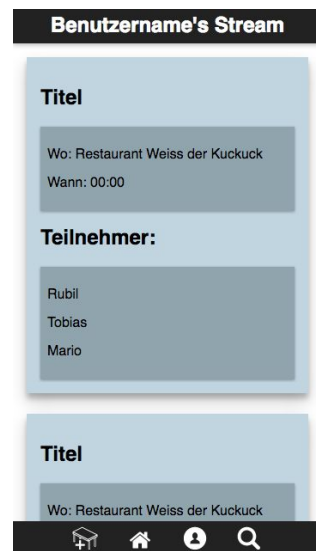 Benutzername's Stream
Titel
Wo: Restaurant Weiss der Kuckuck
Wann: 00:00
Teilnehmer:
Rubil
Tobias
Mario
Titel
Wo: Restaurant Weiss der Kuckuck